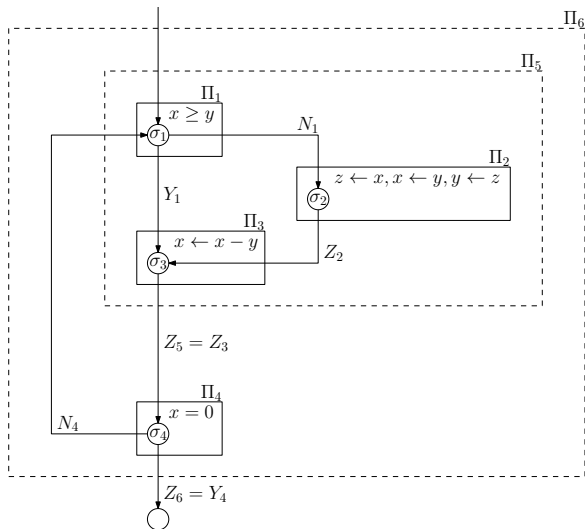 Π₆
Π₅
Π₁
x ≥ y
σ₁
N₁
Π₂
z ← x, x ← y, y ← z
σ₂
Y₁
Π₃
x ← x − y
Z₂
σ₃
Z₅ = Z₃
Π₄
x = 0
N₄
σ₄
Z₆ = Y₄